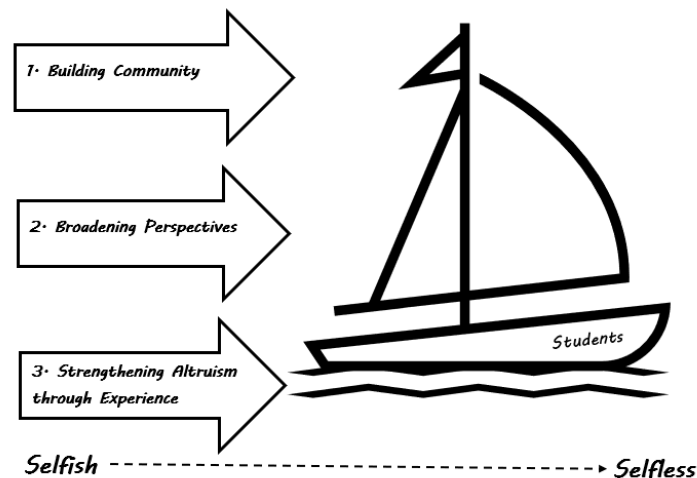 1. Building Community
2. Broadening Perspectives
Students
3. Strengthening Altruism
through Experience
Selfish
Selfless